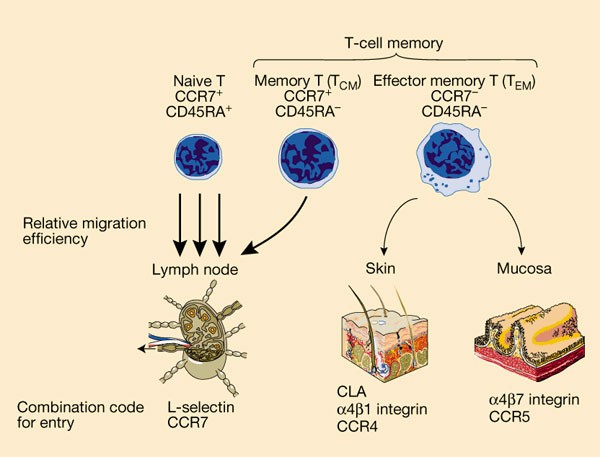 T-cell memory
Naive T
CCR7+
CD45RA+
Memory T (TCM)
CCR7+
CD45RA–
Effector memory T (TEM)
CCR7–
CD45RA–
Relative migration
efficiency
Lymph node
Skin
Mucosa
Combination code
for entry
L-selectin
CCR7
CLA
α4β1 integrin
CCR4
α4β7 integrin
CCR5